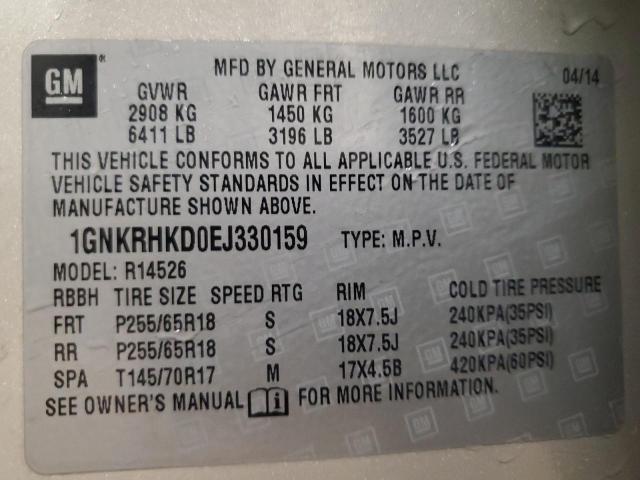 GM
MFD BY GENERAL MOTORS LLC 04/14
GVWR GAWR FRT GAWR RR
2908 KG 1450 KG 1600 KG
6411 LB 3196 LB 3527 LB
THIS VEHICLE CONFORMS TO ALL APPLICABLE U.S. FEDERAL MOTOR
VEHICLE SAFETY STANDARDS IN EFFECT ON THE DATE OF
MANUFACTURE SHOWN ABOVE.
1GNKRHKD0EJ330159 TYPE: M.P.V.
MODEL: R14526
RBBH TIRE SIZE SPEED RTG RIM COLD TIRE PRESSURE
FRT P255/65R18 S 18X7.5J 240KPA(35PSI)
RR P255/65R18 S 18X7.5J 240KPA(35PSI)
SPA T145/70R17 M 17X4.5B 420KPA(60PSI)
SEE OWNER'S MANUAL FOR MORE INFORMATION.